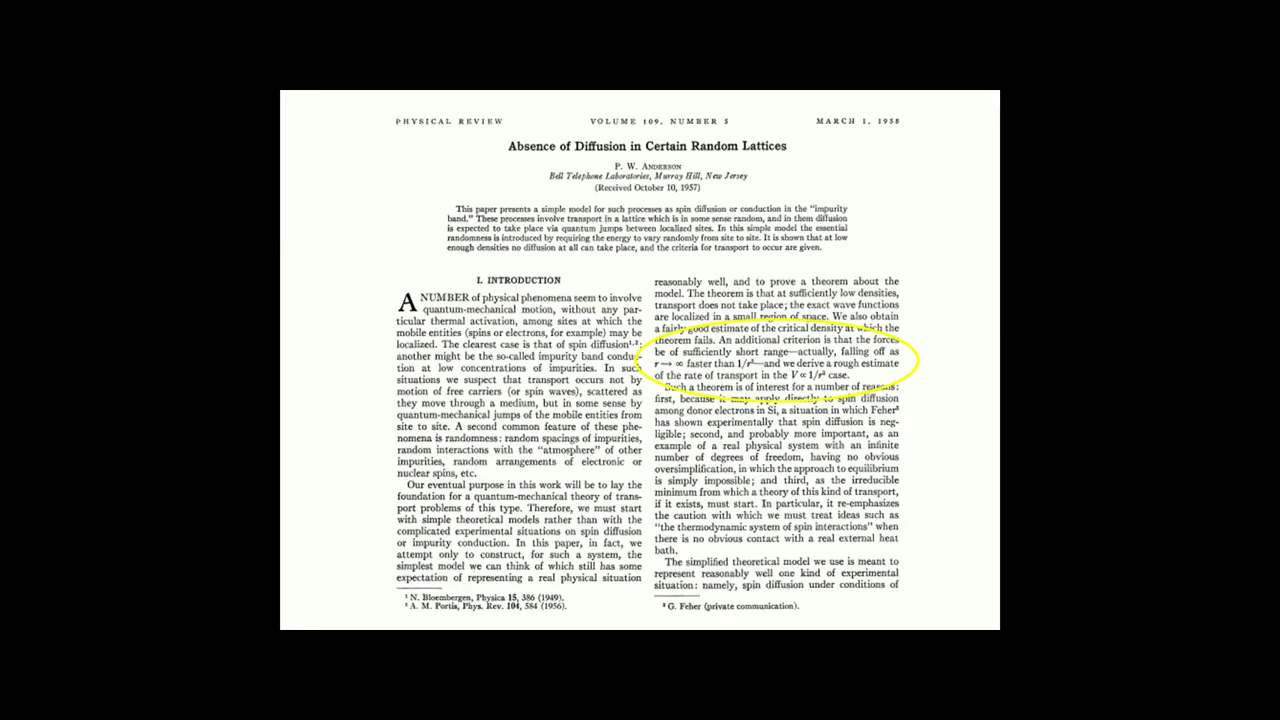 PHYSICAL REVIEW VOLUME 109, NUMBER 5 MARCH 1, 1958
Absence of Diffusion in Certain Random Lattices
P. W. ANDERSON
Bell Telephone Laboratories, Murray Hill, New Jersey
(Received October 10, 1957)
This paper presents a simple model for such processes as spin diffusion or conduction in the "impurity
band." These processes involve transport in a lattice which is in some sense random, and in them diffusion
is expected to take place via quantum jumps between localized sites. In this simple model the essential
randomness is introduced by requiring the energy to vary randomly from site to site. It is shown that at low
enough densities no diffusion at all can take place, and the criteria for transport to occur are given.
I. INTRODUCTION
A NUMBER of physical phenomena seem to involve
quantum-mechanical motion, without any par-
ticular thermal activation, among sites at which the
mobile entities (spins or electrons, for example) may be
localized. The clearest case is that of spin diffusion1,2;
another might be the so-called impurity band conduc-
tion at low concentrations of impurities. In such
situations we suspect that transport occurs not by
motion of free carriers (or spin waves), scattered as
they move through a medium, but in some sense by
quantum-mechanical jumps of the mobile entities from
site to site. A second common feature of these phe-
nomena is randomness: random spacings of impurities,
random interactions with the "atmosphere" of other
impurities, random arrangements of electronic or
nuclear spins, etc.
Our eventual purpose in this work will be to lay the
foundation for a quantum-mechanical theory of trans-
port problems of this type. Therefore, we must start
with simple theoretical models rather than with the
complicated experimental situations on spin diffusion
or impurity conduction. In this paper, in fact, we
attempt only to construct, for such a system, the
simplest model we can think of which still has some
expectation of representing a real physical situation
1 N. Bloembergen, Physica 15, 386 (1949).
2 A. M. Portis, Phys. Rev. 104, 584 (1956).
reasonably well, and to prove a theorem about the
model. The theorem is that at sufficiently low densities,
transport does not take place; the exact wave functions
are localized in a small region of space. We also obtain
a fairly good estimate of the critical density at which the
theorem fails. An additional criterion is that the forces
be of sufficiently short range—actually, falling off as
r→∞ faster than 1/r³—and we derive a rough estimate
of the rate of transport in the V∝1/r³ case.
Such a theorem is of interest for a number of reasons:
first, because it may apply directly to spin diffusion
among donor electrons in Si, a situation in which Feher3
has shown experimentally that spin diffusion is neg-
ligible; second, and probably more important, as an
example of a real physical system with an infinite
number of degrees of freedom, having no obvious
oversimplification, in which the approach to equilibrium
is simply impossible; and third, as the irreducible
minimum from which a theory of this kind of transport,
if it exists, must start. In particular, it re-emphasizes
the caution with which we must treat ideas such as
"the thermodynamic system of spin interactions" when
there is no obvious contact with a real external heat
bath.
The simplified theoretical model we use is meant to
represent reasonably well one kind of experimental
situation: namely, spin diffusion under conditions of
3 G. Feher (private communication).